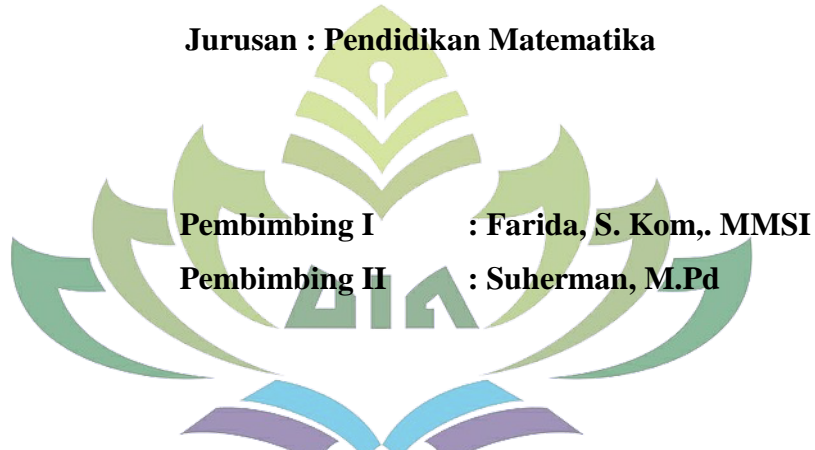 Jurusan : Pendidikan Matematika
Pembimbing I : Farida, S. Kom,. MMSI
Pembimbing II : Suherman, M.Pd